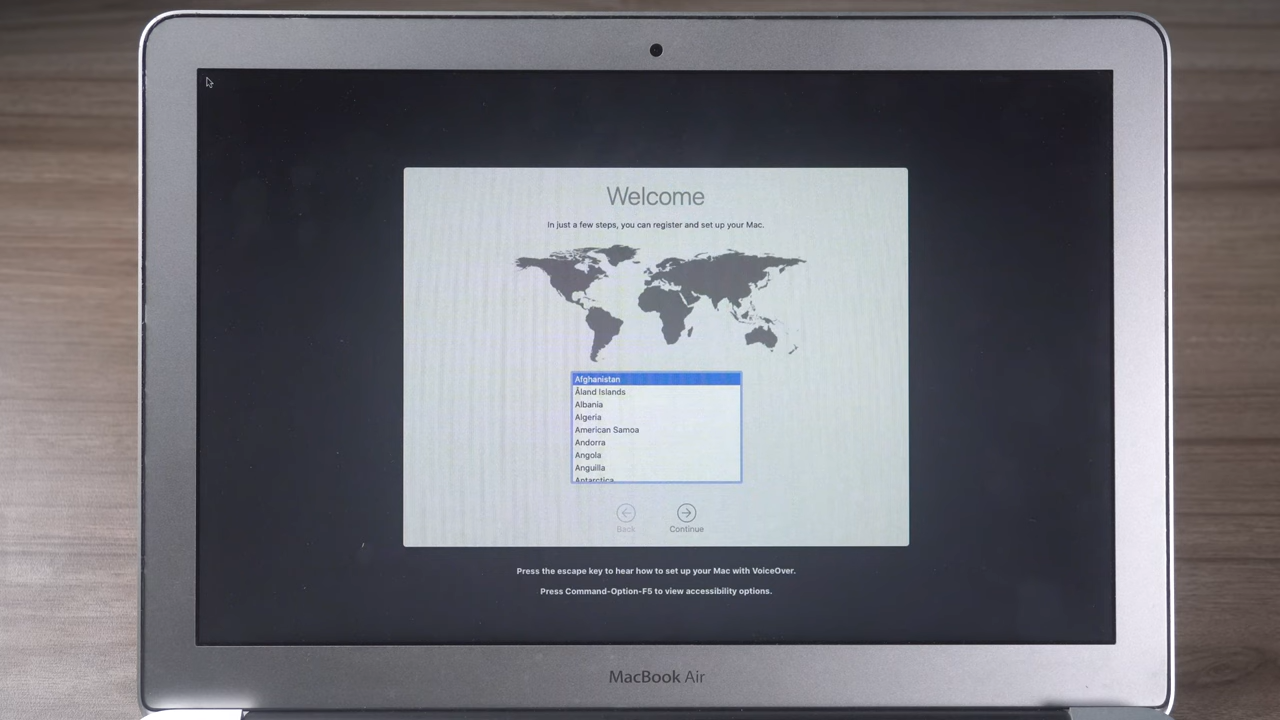 Welcome
In just a few steps, you can register and set up your Mac.
Afghanistan
Åland Islands
Albania
Algeria
American Samoa
Andorra
Angola
Anguilla
Antarctica
Back
Continue
Press the escape key to hear how to set up your Mac with VoiceOver.
Press Command-Option-F5 to view accessibility options.
MacBook Air